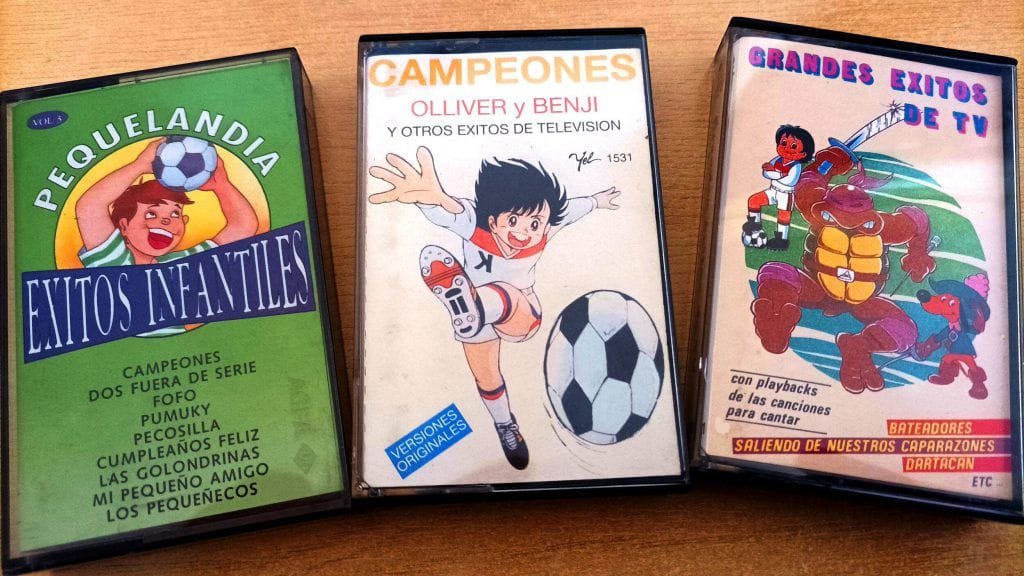 VOL 3
PEQUELANDIA
EXITOS INFANTILES
CAMPEONES
DOS FUERA DE SERIE
FOFO
PUMUKY
PECOSILLA
CUMPLEAÑOS FELIZ
LAS GOLONDRINAS
MI PEQUEÑO AMIGO
LOS PEQUEÑECOS
CAMPEONES
OLLIVER y BENJI
Y OTROS EXITOS DE TELEVISION
Yel 1531
K
VERSIONES
ORIGINALES
GRANDES EXITOS
DE TV
con playbacks
de las canciones
para cantar
BATEADORES
SALIENDO DE NUESTROS CAPARAZONES
DARTACAN
ETC ...